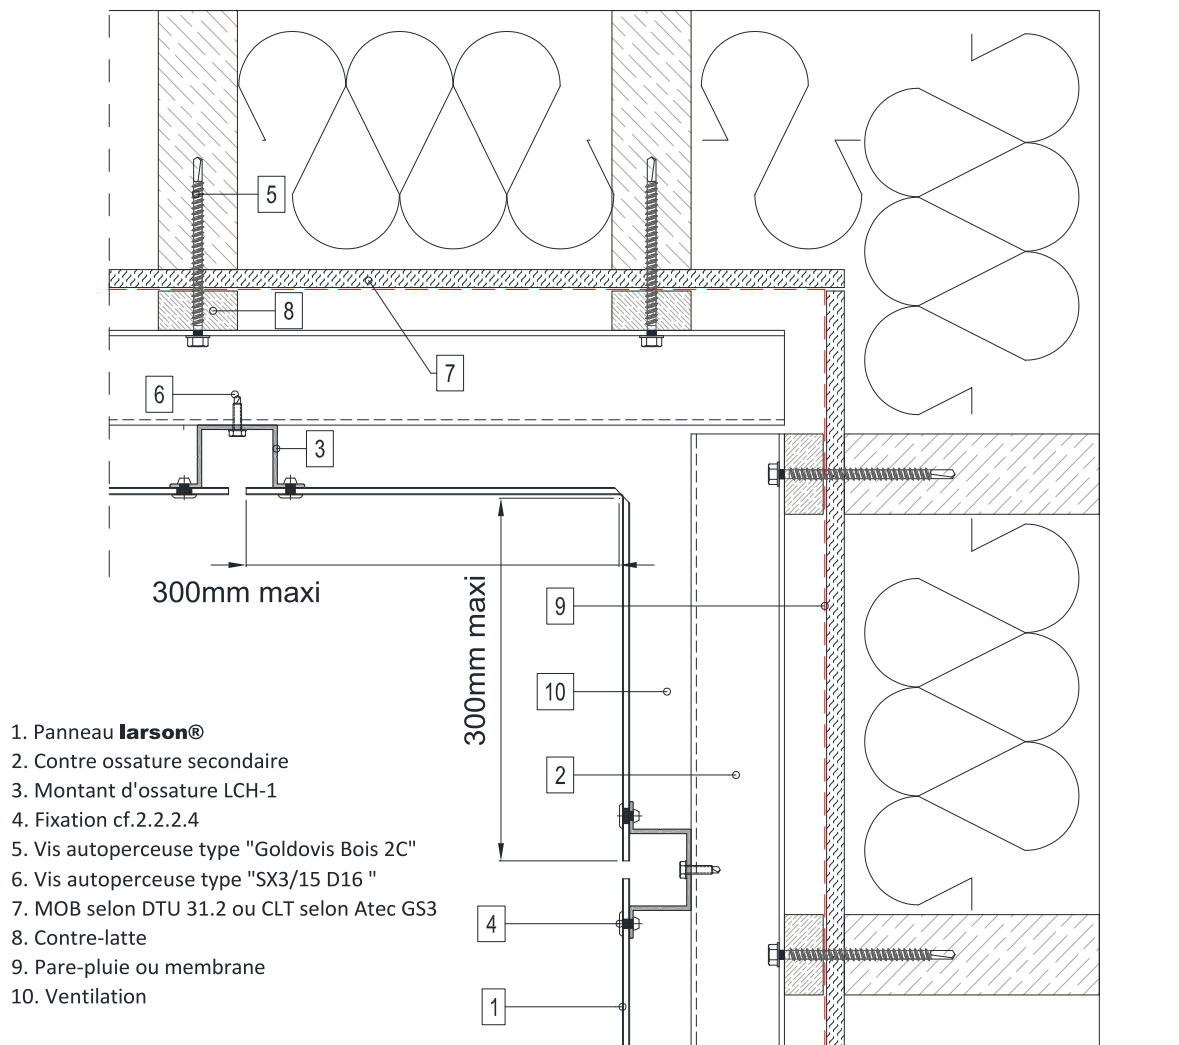 5
8
7
6
3
300mm maxi
300mm maxi
9
10
2
4
1
1. Panneau larson®
2. Contre ossature secondaire
3. Montant d'ossature LCH-1
4. Fixation cf.2.2.2.4
5. Vis autoperceuse type "Goldovis Bois 2C"
6. Vis autoperceuse type "SX3/15 D16 "
7. MOB selon DTU 31.2 ou CLT selon Atec GS3
8. Contre-latte
9. Pare-pluie ou membrane
10. Ventilation